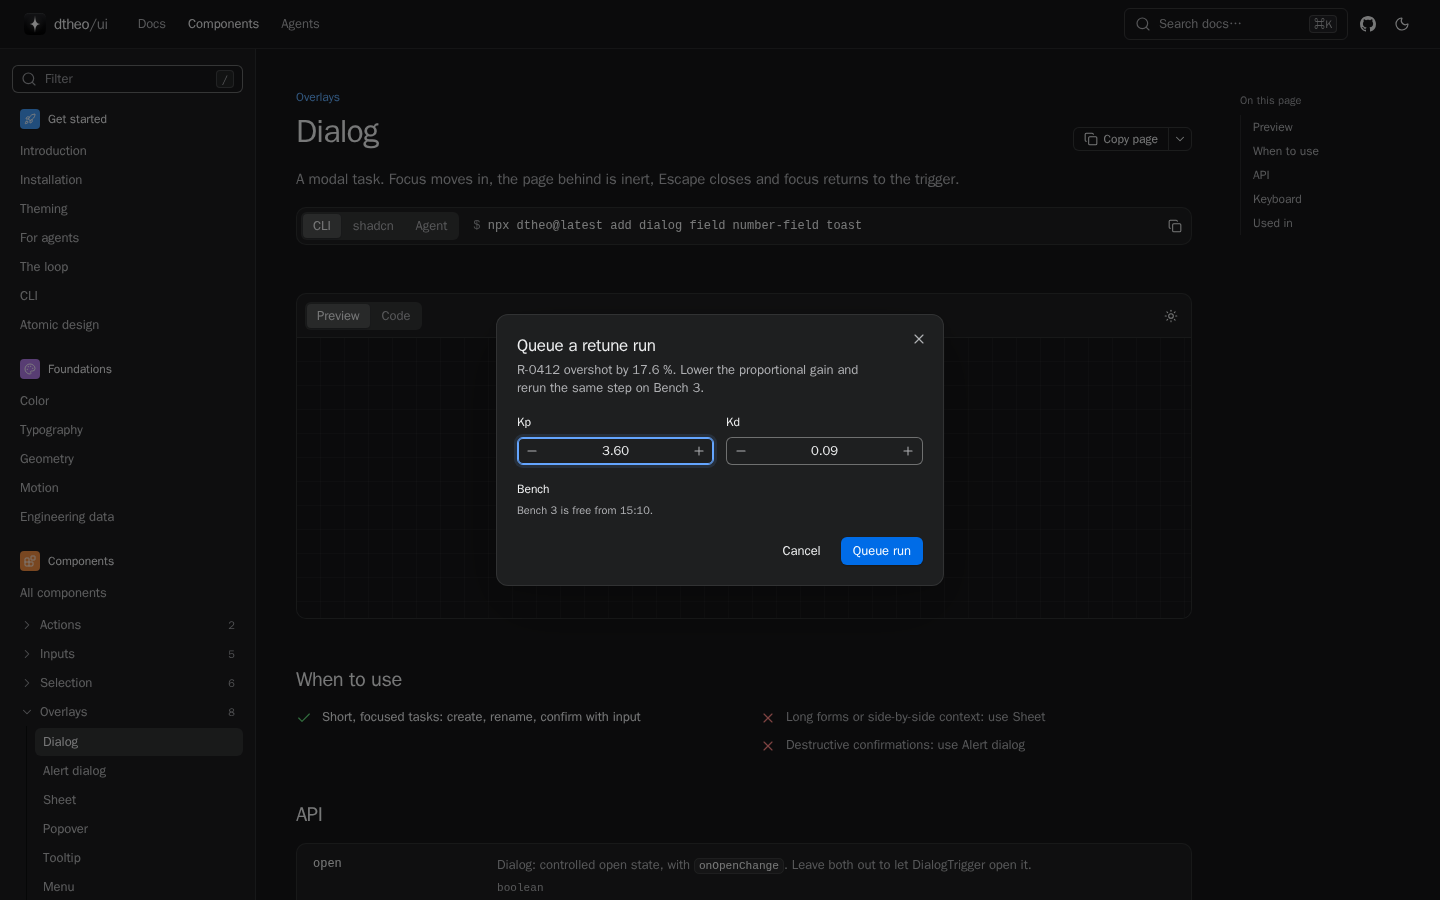 dtheo/ui
Docs
Components
Agents
Search docs⋯
⌘K
Filter
/
Get started
Introduction
Installation
Theming
For agents
The loop
CLI
Atomic design
Foundations
Color
Typography
Geometry
Motion
Engineering data
Components
All components
Actions 2
Inputs 5
Selection 6
Overlays 8
Dialog
Alert dialog
Sheet
Popover
Tooltip
Menu
Overlays
Dialog
Copy page
A modal task. Focus moves in, the page behind is inert, Escape closes and focus returns to the trigger.
CLI
shadcn
Agent
$ npx dtheo@latest add dialog field number-field toast
Preview
Code
Queue a retune run
R-0412 overshot by 17.6 %. Lower the proportional gain and
rerun the same step on Bench 3.
Kp
Kd
3.60
0.09
Bench
Bench 3 is free from 15:10.
Cancel
Queue run
When to use
Short, focused tasks: create, rename, confirm with input
Long forms or side-by-side context: use Sheet
Destructive confirmations: use Alert dialog
API
open
Dialog: controlled open state, with onOpenChange. Leave both out to let DialogTrigger open it.
boolean
On this page
Preview
When to use
API
Keyboard
Used in